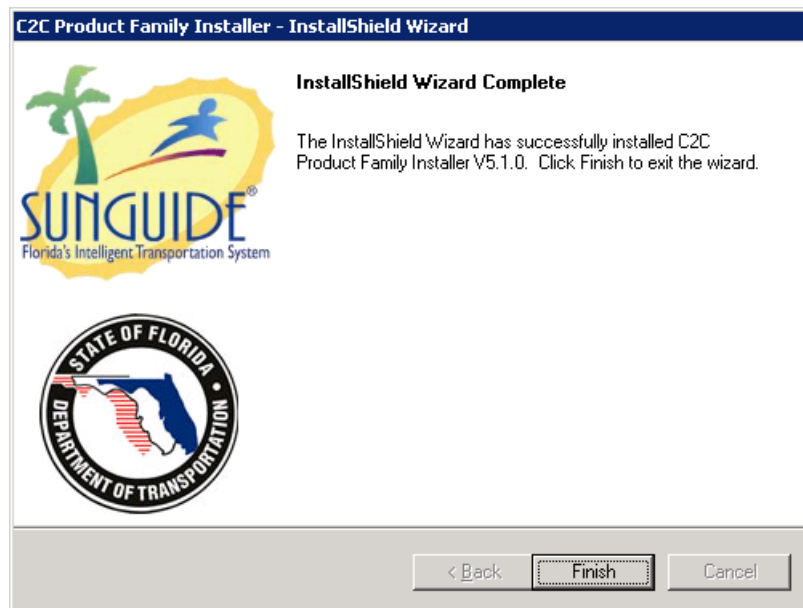 C2C Product Family Installer - InstallShield Wizard
InstallShield Wizard Complete
The InstallShield Wizard has successfully installed C2C
Product Family Installer V5.1.0. Click Finish to exit the wizard.
SUNGUIDE®
Florida's Intelligent Transportation System
STATE OF FLORIDA
DEPARTMENT OF TRANSPORTATION
< Back
Finish
Cancel